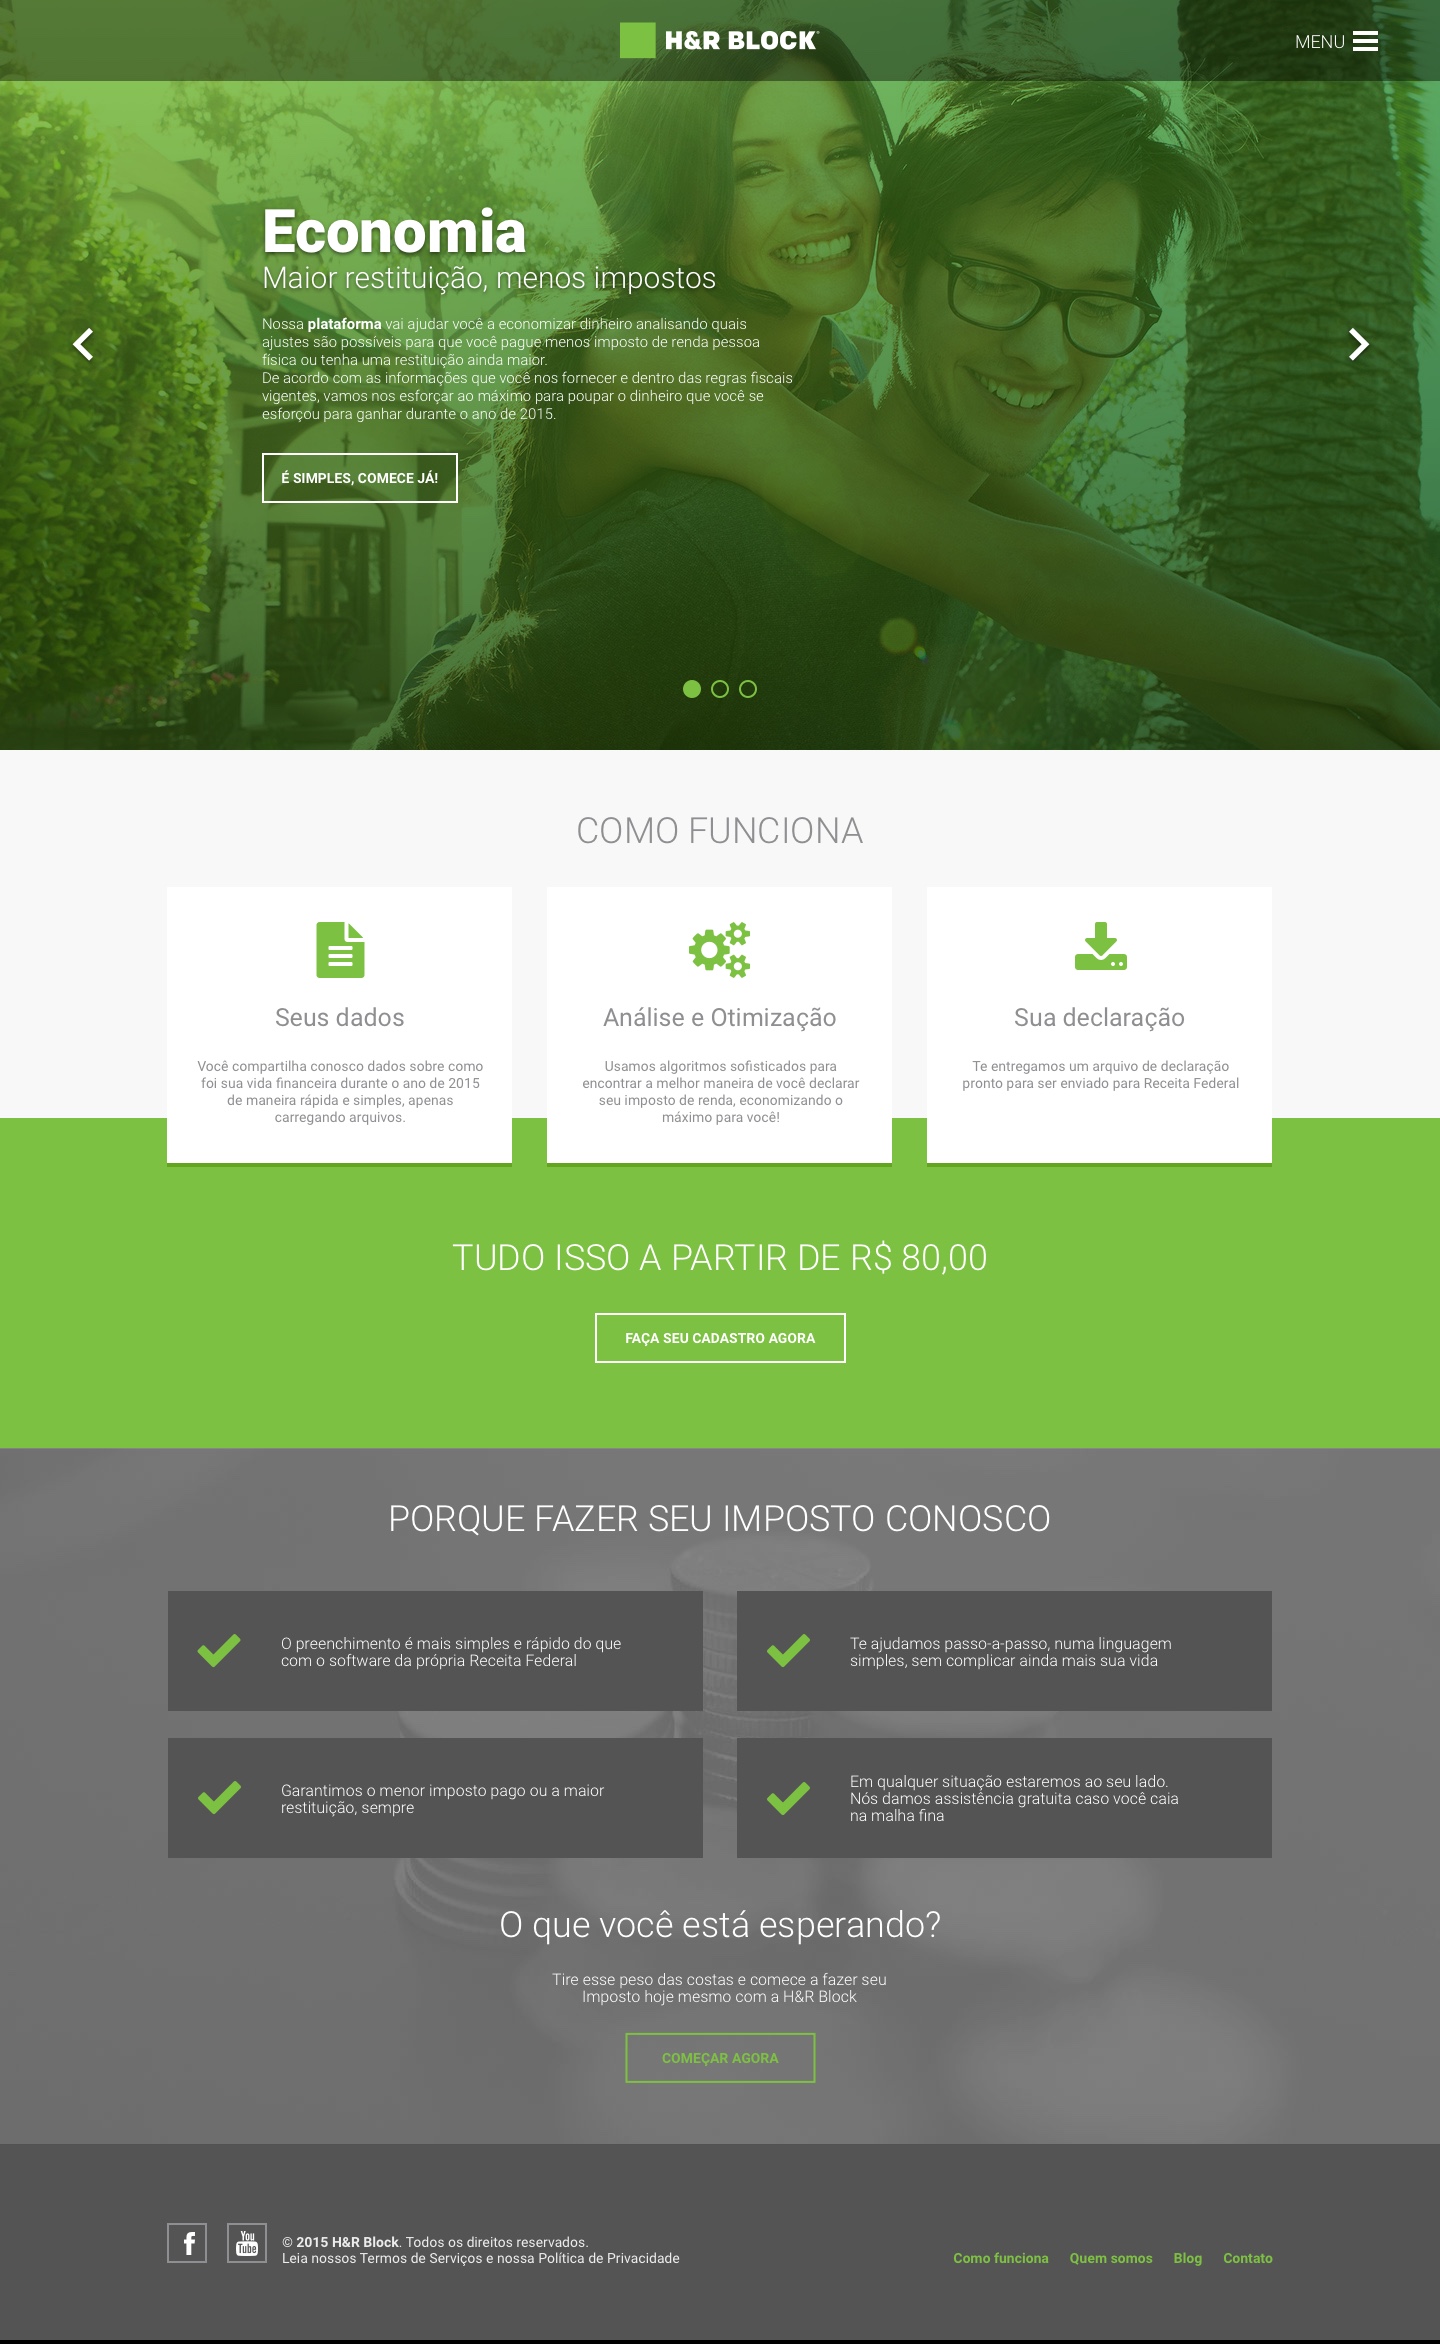 H&R BLOCK
MENU
Economia
Maior restituição, menos impostos
Nossa plataforma vai ajudar você a economizar dinheiro analisando quais
ajustes são possíveis para que você pague menos imposto de renda pessoa
física ou tenha uma restituição ainda maior.
De acordo com as informações que você nos fornecer e dentro das regras fiscais
vigentes, vamos nos esforçar ao máximo para poupar o dinheiro que você se
esforçou para ganhar durante o ano de 2015.
É SIMPLES, COMECE JÁ!
COMO FUNCIONA
Seus dados
Você compartilha conosco dados sobre como
foi sua vida financeira durante o ano de 2015
de maneira rápida e simples, apenas
carregando arquivos.
Análise e Otimização
Usamos algoritmos sofisticados para
encontrar a melhor maneira de você declarar
seu imposto de renda, economizando o
máximo para você!
Sua declaração
Te entregamos um arquivo de declaração
pronto para ser enviado para Receita Federal
TUDO ISSO A PARTIR DE R$ 80,00
FAÇA SEU CADASTRO AGORA
PORQUE FAZER SEU IMPOSTO CONOSCO
O preenchimento é mais simples e rápido do que
com o software da própria Receita Federal
Te ajudamos passo-a-passo, numa linguagem
simples, sem complicar ainda mais sua vida
Garantimos o menor imposto pago ou a maior
restituição, sempre
Em qualquer situação estaremos ao seu lado.
Nós damos assistência gratuita caso você caia
na malha fina
O que você está esperando?
Tire esse peso das costas e comece a fazer seu
Imposto hoje mesmo com a H&R Block
COMEÇAR AGORA
f
You
Tube
© 2015 H&R Block. Todos os direitos reservados.
Leia nossos Termos de Serviços e nossa Política de Privacidade
Como funciona Quem somos Blog Contato